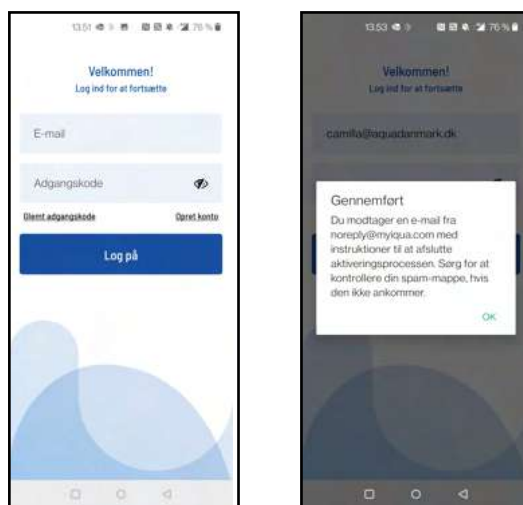 13.51
76 %
Velkommen!
Log ind for at fortsætte
E-mail
Adgangskode
Glemt adgangskode
Opret konto
Log på
13.53
76 %
Velkommen!
Log ind for at fortsætte
camilla@aquadanmark.dk
Gennemført
Du modtager en e-mail fra
noreply@myiqua.com med
instruktioner til at afslutte
aktiveringsprocessen. Sørg for at
kontrollere din spam-mappe, hvis
den ikke ankommer.
OK